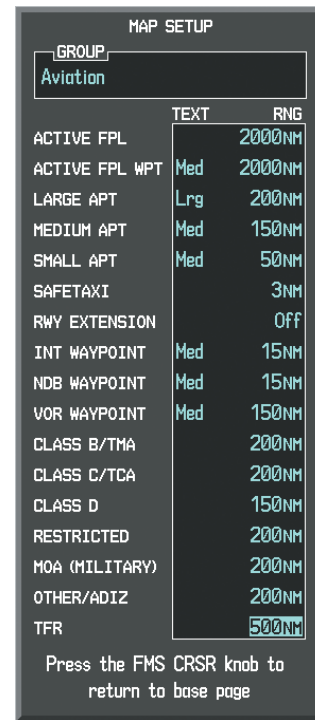 MAP SETUP
GROUP
Aviation
TEXT RNG
ACTIVE FPL 2000NM
ACTIVE FPL WPT Med 2000NM
LARGE APT Lrg 200NM
MEDIUM APT Med 150NM
SMALL APT Med 50NM
SAFETAXI 3NM
RWY EXTENSION Off
INT WAYPOINT Med 15NM
NDB WAYPOINT Med 15NM
VOR WAYPOINT Med 150NM
CLASS B/TMA 200NM
CLASS C/TCA 200NM
CLASS D 150NM
RESTRICTED 200NM
MOA (MILITARY) 200NM
OTHER/ADIZ 200NM
TFR 500NM
Press the FMS CRSR knob to
return to base page